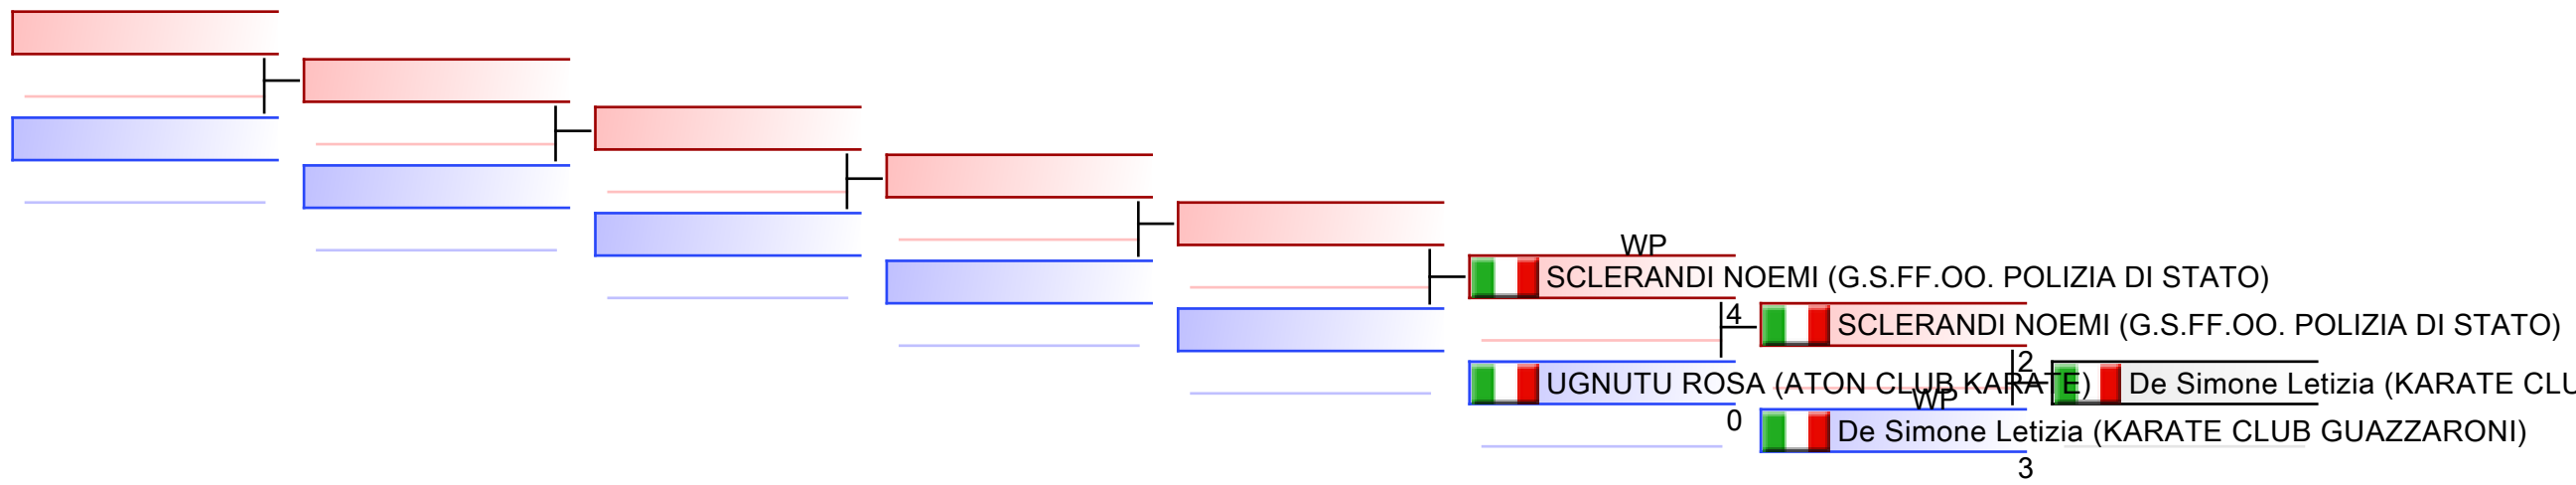 WP
SCLERANDI NOEMI (G.S.FF.OO. POLIZIA DI STATO)
4
SCLERANDI NOEMI (G.S.FF.OO. POLIZIA DI STATO)
2
UGNUTU ROSA (ATON CLUB KARATE)
De Simone Letizia (KARATE CLU
WP
0
De Simone Letizia (KARATE CLUB GUAZZARONI)
3